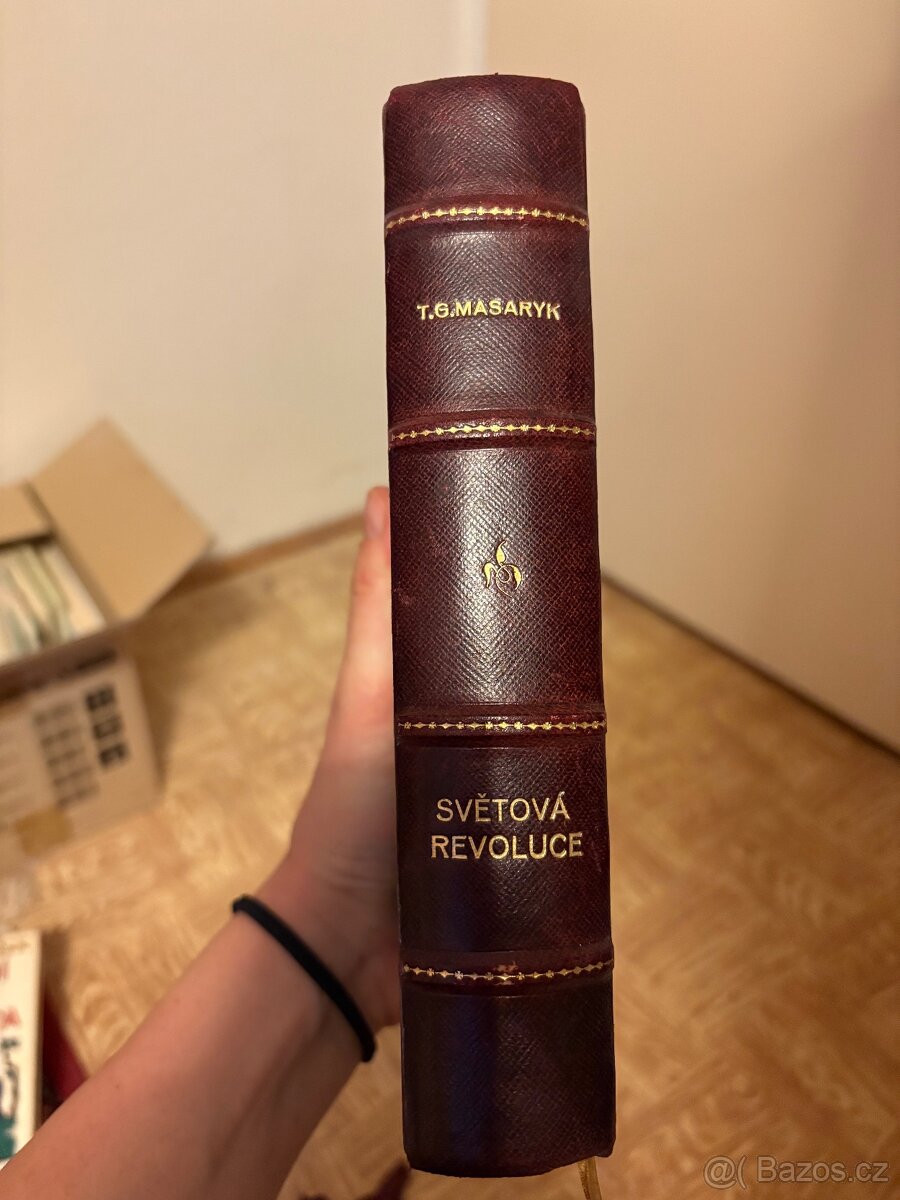 T.G.MASARYK
SVĚTOVÁ
REVOLUCE
@( Bazos.cz